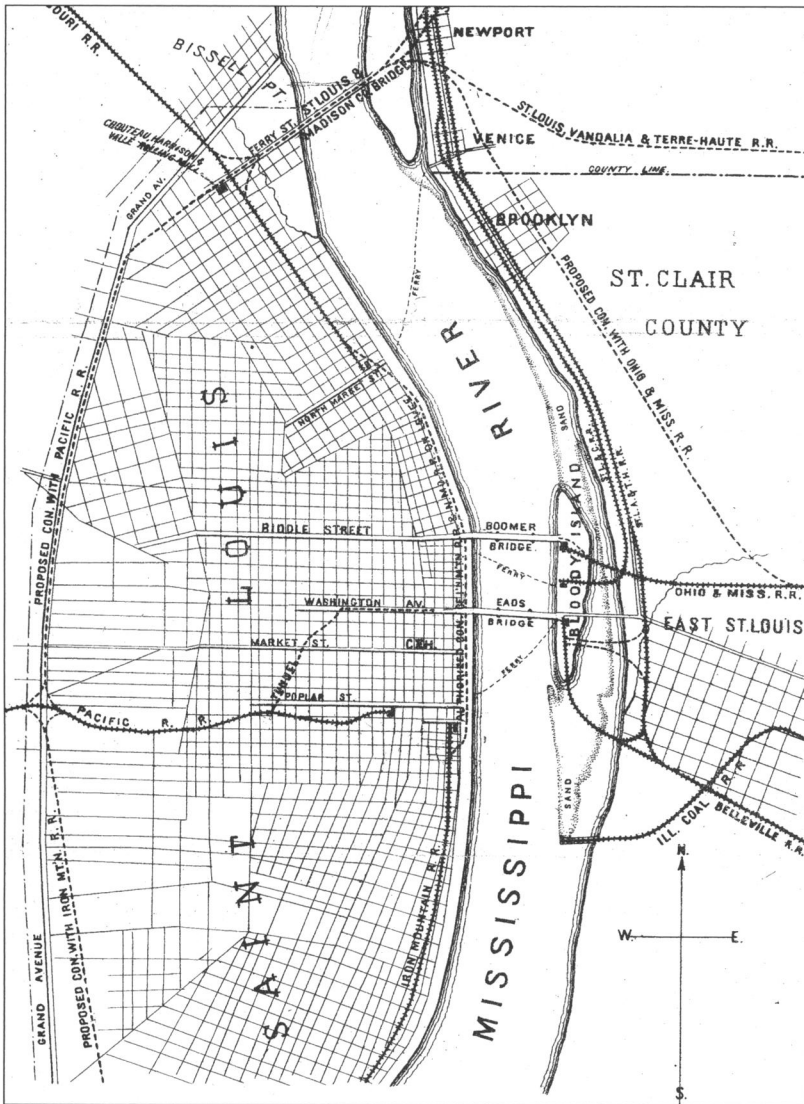 NEWPORT
OURI R.R.
BISSELL PT.
ST. LOUIS &
MADISON CO. BRIDGE
FERRY ST.
ST. LOUIS, VANDALIA & TERRE-HAUTE R.R.
CHOUTEAU, HARRISON &
VALLE ROLLING MILL
VENICE
COUNTY LINE.
GRAND AV.
BROOKLYN
FERRY
PROPOSED CON. WITH OHIO & MISS. R.R.
ST. CLAIR
COUNTY
PROPOSED CON. WITH PACIFIC R.R.
RIVER
SAND
NORTH MARKET ST.
SAINT LOUIS
BLOODY ISLAND
BIDDLE STREET
BOOMER
BRIDGE
FERRY
OHIO & MISS. R.R.
WASHINGTON AV.
EADS
BRIDGE
EAST ST. LOUIS
MARKET ST.
C.H.
FERRY
TUNNEL
POPLAR ST.
PACIFIC R.R.
SAND
ILL. COAL R.R.
BELLEVILLE R.R.
MISSISSIPPI
IRON MOUNTAIN R.R.
PROPOSED CON. WITH IRON MT'N. R.R.
GRAND AVENUE
N.
W.
E.
S.